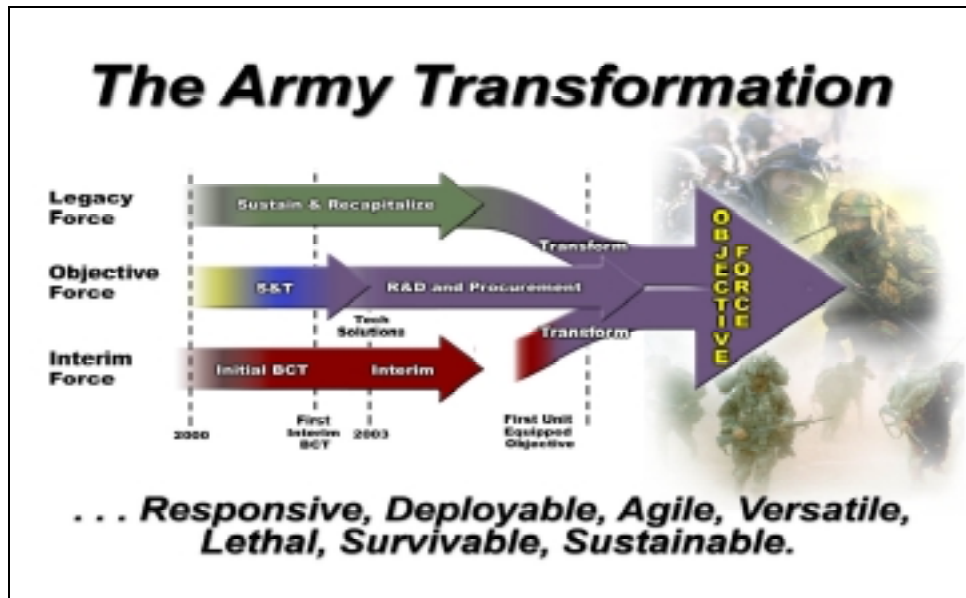 The Army Transformation
Legacy
Force
Sustain & Recapitalize
Transform
Objective
Force
S&T
R&D and Procurement
OBJECTIVE
FORCE
Tech
Solutions
Transform
Interim
Force
Initial BCT
Interim
2000
First
Interim
BCT
2003
First Unit
Equipped
Objective
. . . Responsive, Deployable, Agile, Versatile,
Lethal, Survivable, Sustainable.